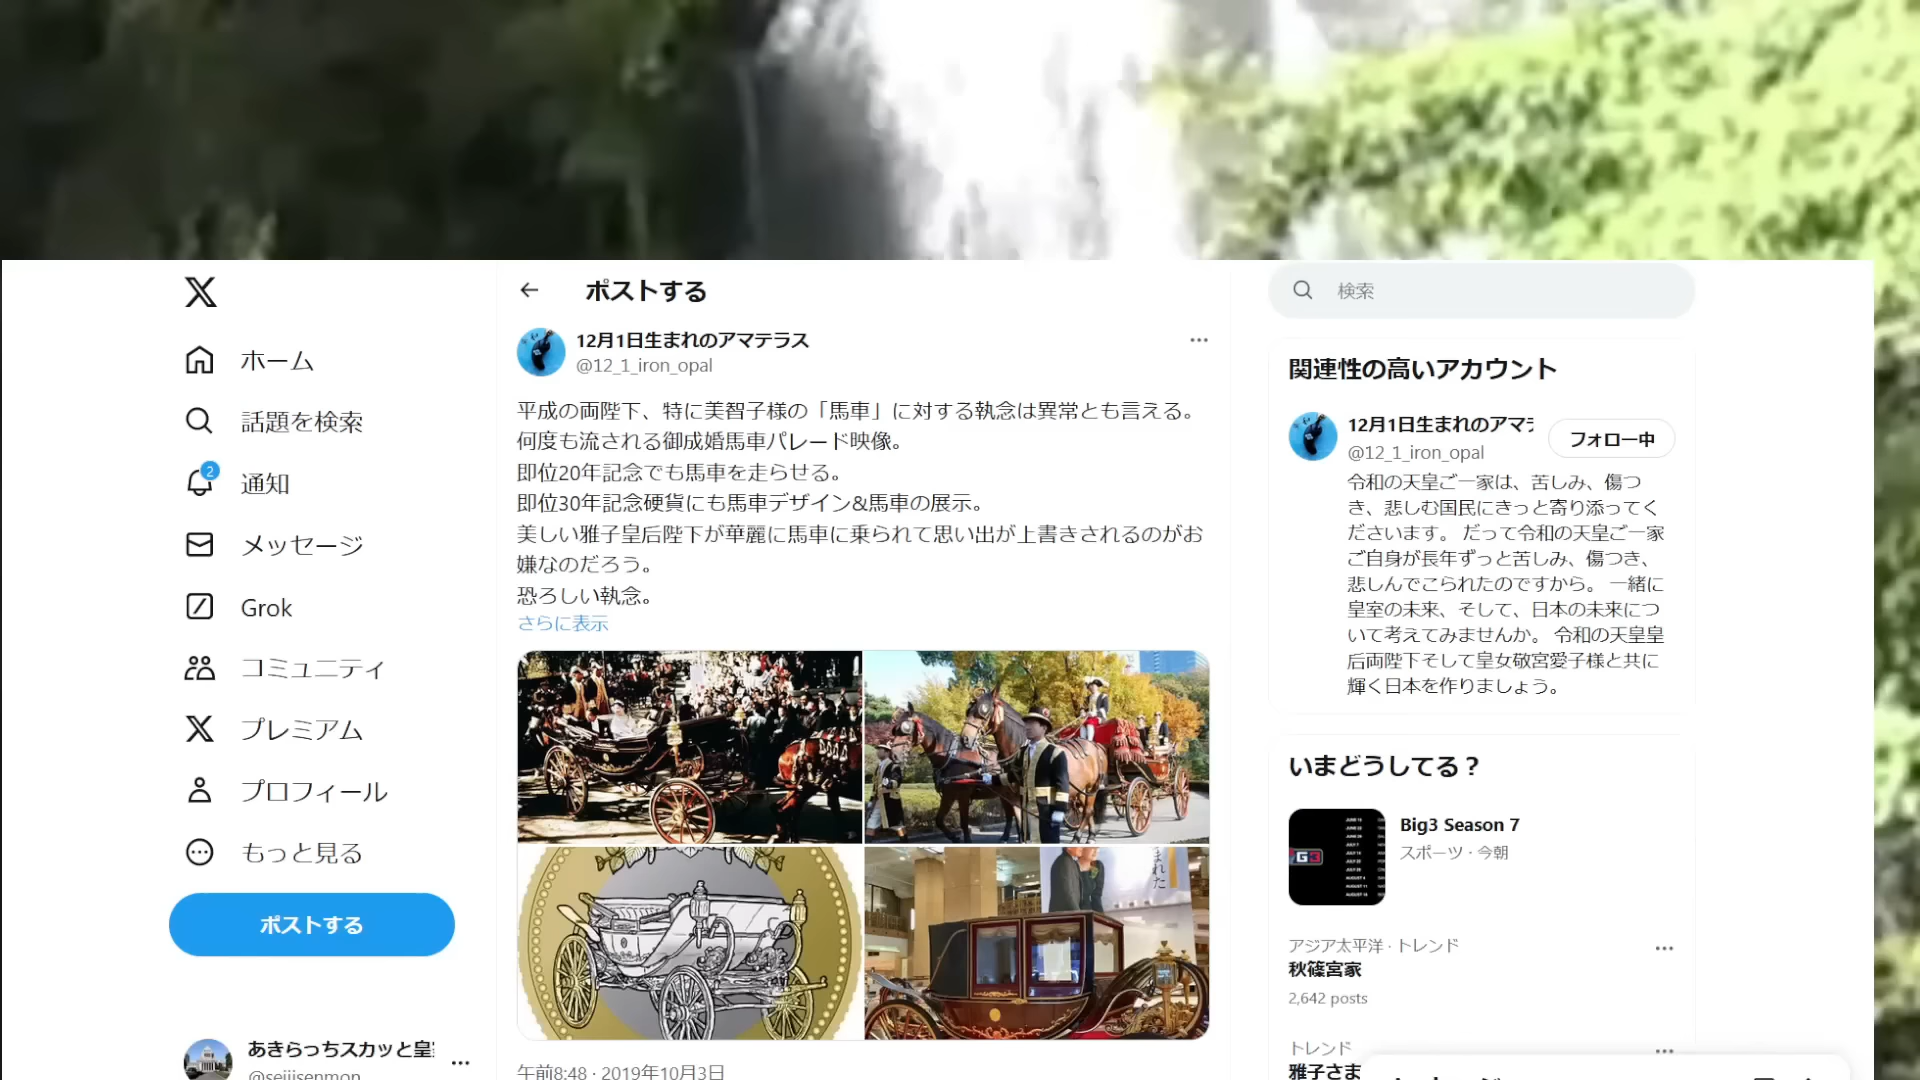 ホーム
話題を検索
2
通知
メッセージ
Grok
コミュニティ
プレミアム
プロフィール
もっと見る
ポストする
あきらっちスカッと皇
@seijisenmon
ポストする
12月1日生まれのアマテラス
@12_1_iron_opal
平成の両陛下、特に美智子様の「馬車」に対する執念は異常とも言える。
何度も流される御成婚馬車パレード映像。
即位20年記念でも馬車を走らせる。
即位30年記念硬貨にも馬車デザイン&馬車の展示。
美しい雅子皇后陛下が華麗に馬車に乗られて思い出が上書きされるのがお
嫌なのだろう。
恐ろしい執念。
さらに表示
午前8:48 · 2019年10月3日
検索
関連性の高いアカウント
12月1日生まれのアマテ
@12_1_iron_opal
フォロー中
令和の天皇ご一家は、苦しみ、傷つ
き、悲しむ国民にきっと寄り添ってく
ださいます。 だって令和の天皇ご一家
ご自身が長年ずっと苦しみ、傷つき、
悲しんでこられたのですから。 一緒に
皇室の未来、そして、日本の未来につ
いて考えてみませんか。 令和の天皇皇
后両陛下そして皇女敬宮愛子様と共に
輝く日本を作りましょう。
いまどうしてる？
Big3 Season 7
スポーツ · 今朝
アジア太平洋 · トレンド
秋篠宮家
2,642 posts
トレンド
雅子さま